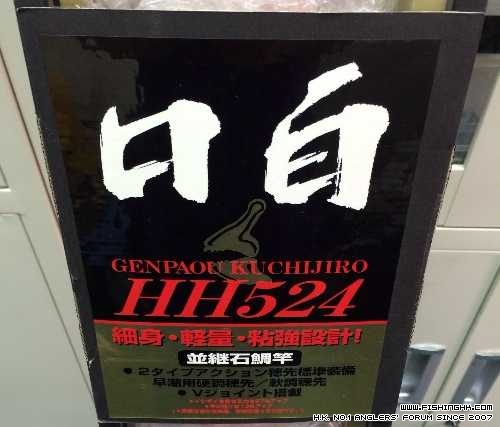 口白
GENPAOU KUCHIJIRO
HH524
細身・軽量・粘強設計!
並継石鯛竿
●2タイプアクション穂先標準装備
早潮用硬調穂先/軟調穂先
●Vジョイント搭載
WWW.FISHINGHK.COM
H.K. NO.1 ANGLERS' FORUM SINCE 2007